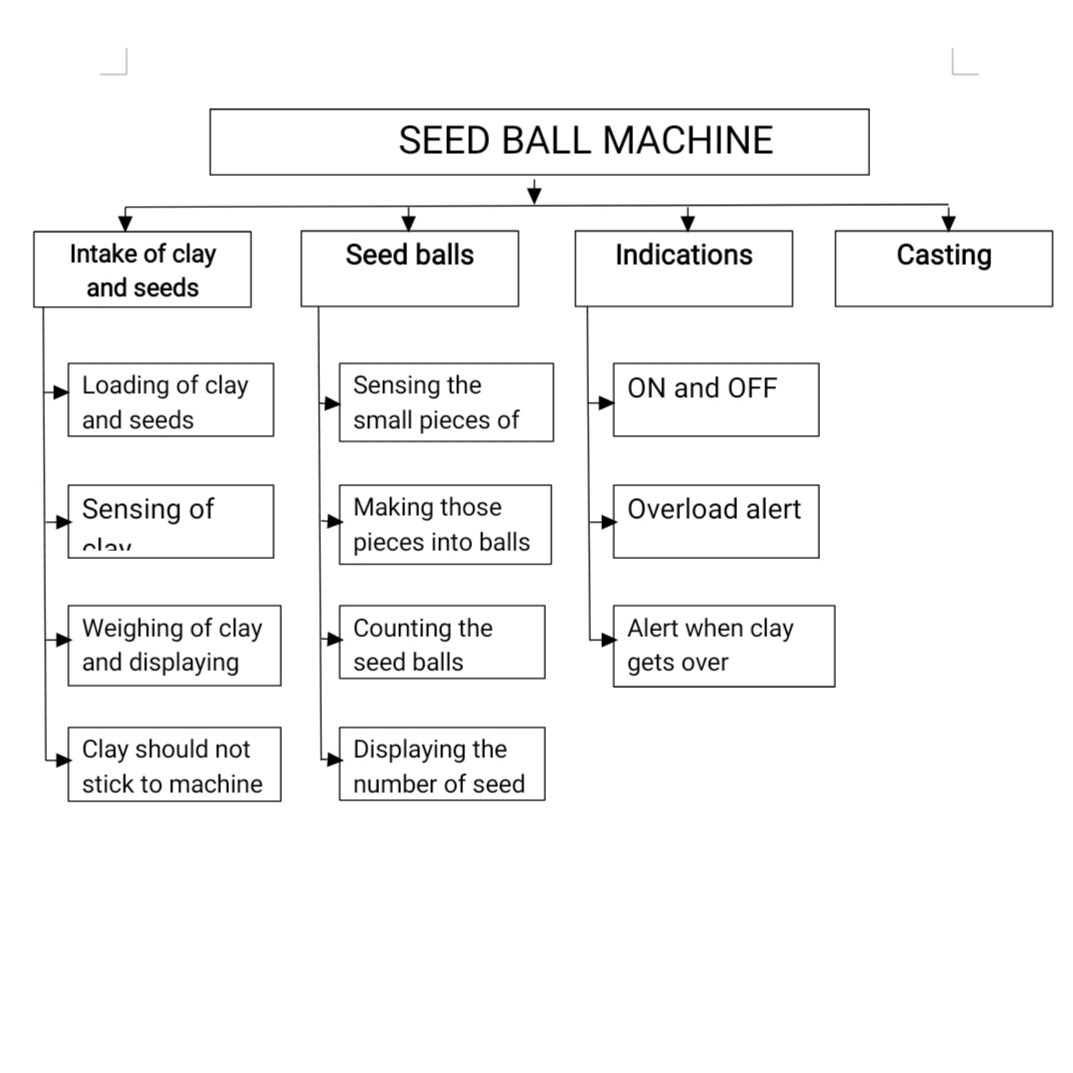 SEED BALL MACHINE
Intake of clay
and seeds
Seed balls
Indications
Casting
Loading of clay
and seeds
Sensing of
clay
Weighing of clay
and displaying
Clay should not
stick to machine
Sensing the
small pieces of
Making those
pieces into balls
Counting the
seed balls
Displaying the
number of seed
ON and OFF
Overload alert
Alert when clay
gets over